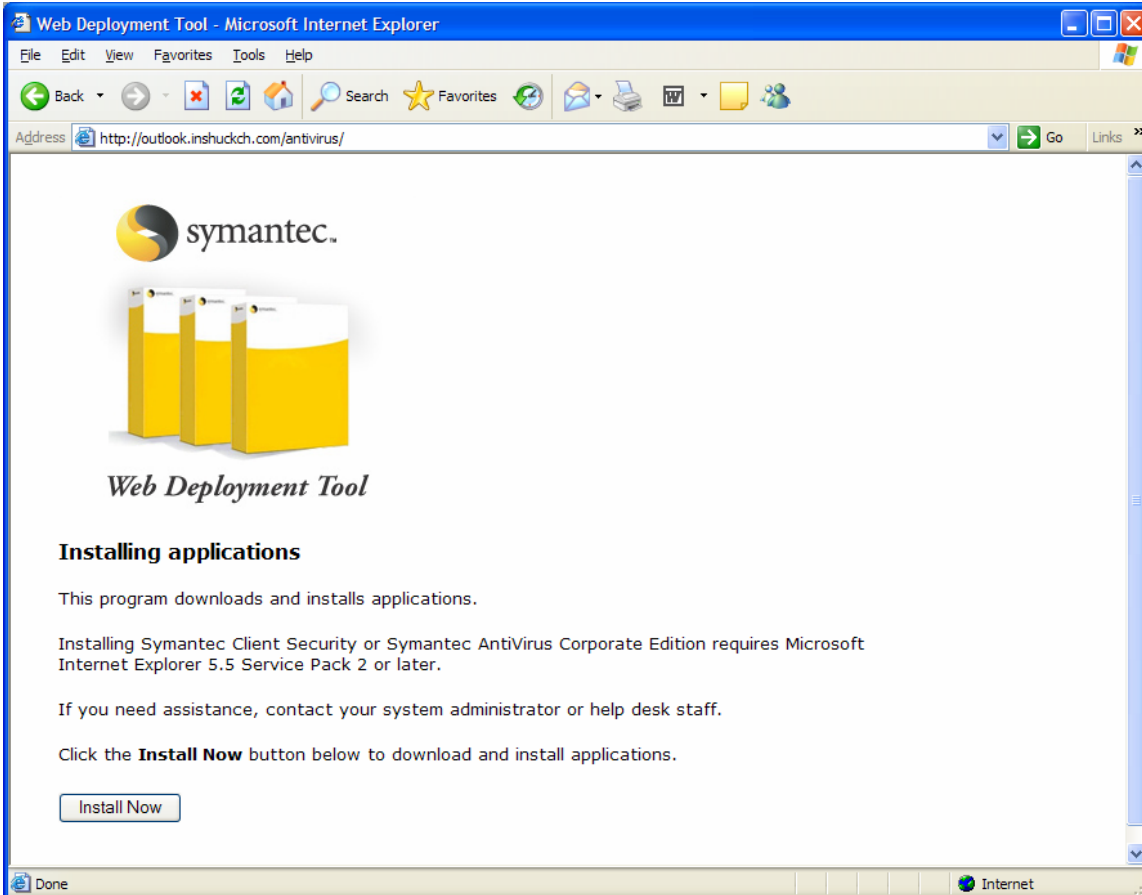 Web Deployment Tool - Microsoft Internet Explorer
File Edit View Favorites Tools Help
Back Search Favorites
Address http://outlook.inshuckch.com/antivirus/ Go Links »
symantec.™
Web Deployment Tool
Installing applications
This program downloads and installs applications.
Installing Symantec Client Security or Symantec AntiVirus Corporate Edition requires Microsoft
Internet Explorer 5.5 Service Pack 2 or later.
If you need assistance, contact your system administrator or help desk staff.
Click the Install Now button below to download and install applications.
Install Now
Done Internet